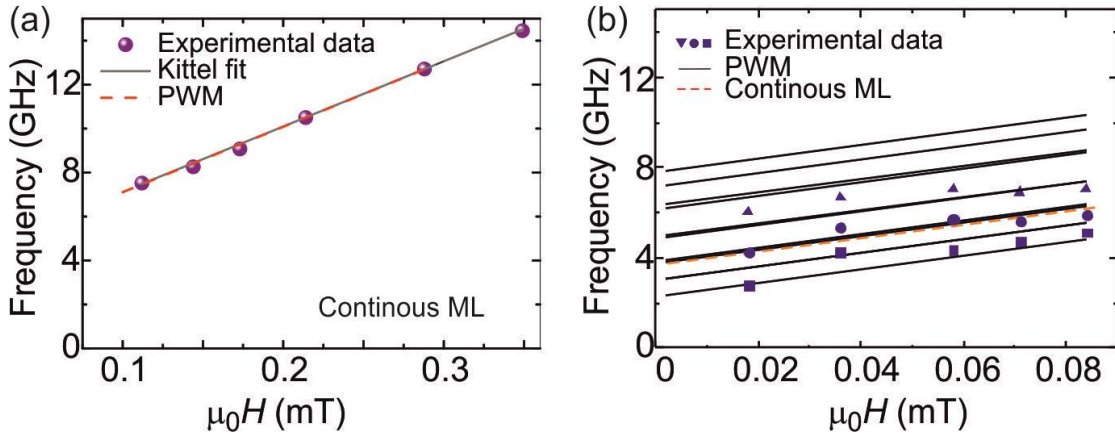 (a)
Experimental data
Kittel fit
PWM
Frequency (GHz)
12
8
4
0
Continous ML
0.1
0.2
0.3
μ₀H (mT)
(b)
Experimental data
PWM
Continous ML
Frequency (GHz)
12
8
4
0
0
0.02
0.04
0.06
0.08
μ₀H (mT)